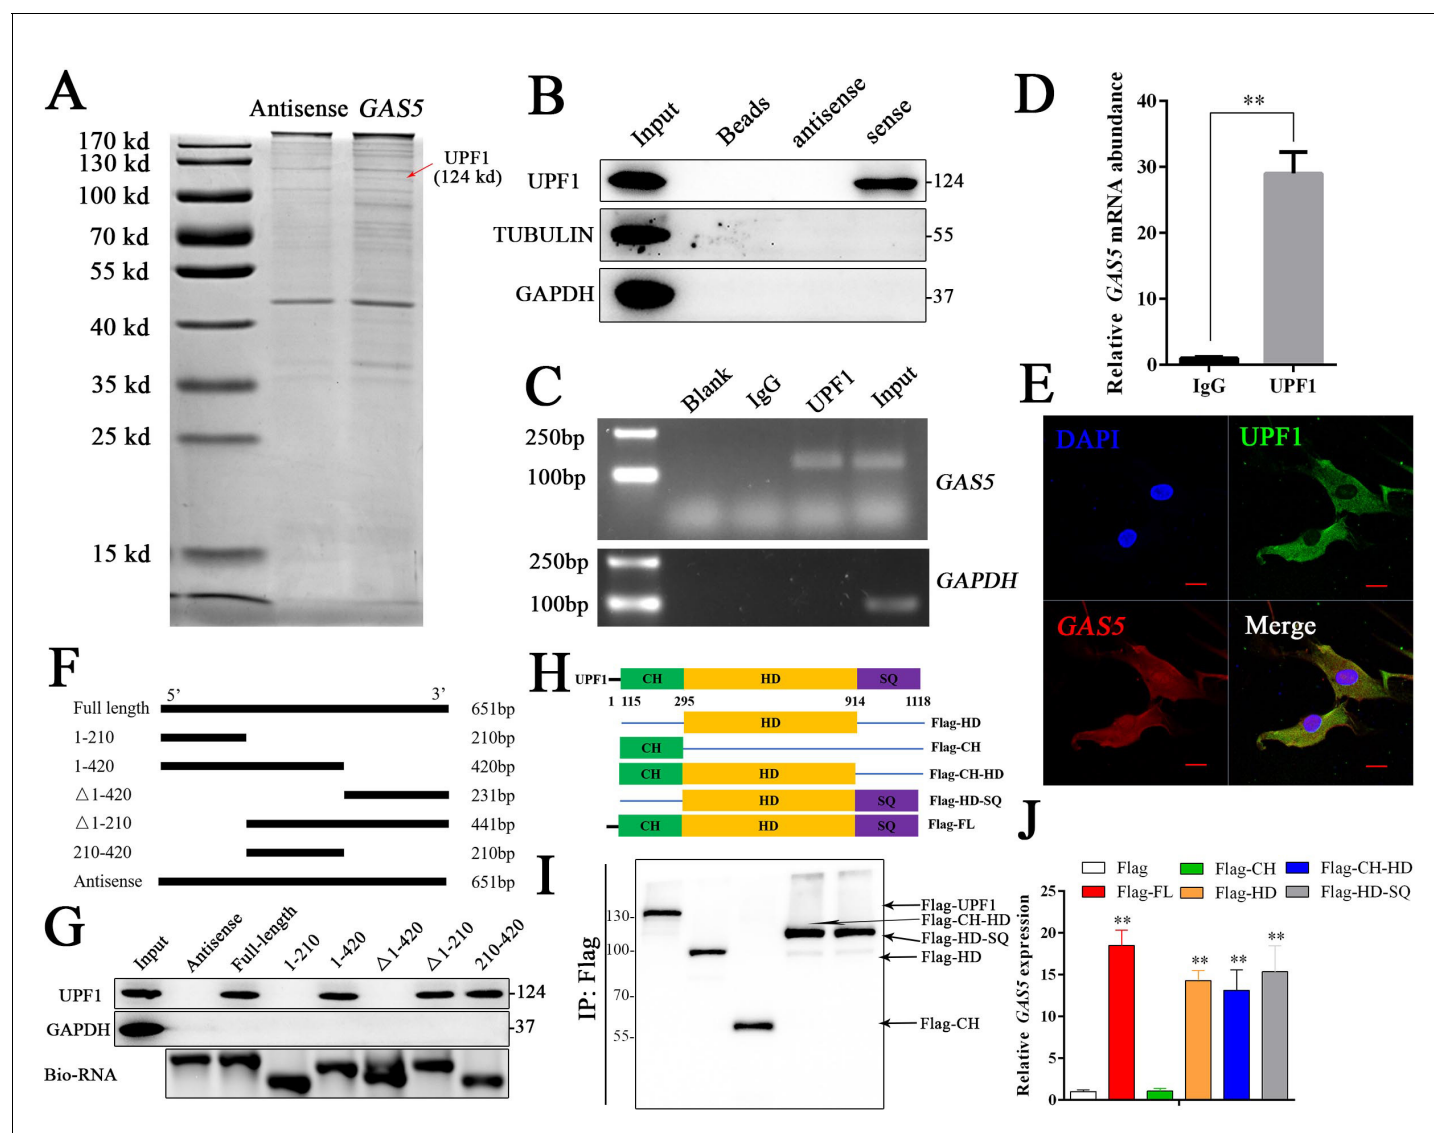 A
Antisense GAS5
170 kd
130 kd
100 kd
70 kd
55 kd
40 kd
35 kd
25 kd
15 kd
UPF1
(124 kd)
B
Input Beads antisense sense
UPF1 -124
TUBULIN -55
GAPDH -37
C
Blank IgG UPF1 Input
250bp
100bp
GAS5
250bp
100bp
GAPDH
D
Relative GAS5 mRNA abundance
40
30
20
10
0
**
IgG UPF1
E
DAPI UPF1
GAS5 Merge
F
5’ 3’
Full length 651bp
1-210 210bp
1-420 420bp
△1-420 231bp
△1-210 441bp
210-420 210bp
Antisense 651bp
G
Input Antisense Full-length 1-210 1-420 △1-420 △1-210 210-420
UPF1 -124
GAPDH -37
Bio-RNA
H
UPF1 CH HD SQ
1 115 295 914 1118
HD Flag-HD
CH Flag-CH
CH HD Flag-CH-HD
HD SQ Flag-HD-SQ
CH HD SQ Flag-FL
I
IP: Flag
130-
100-
70-
55-
Flag-UPF1
Flag-CH-HD
Flag-HD-SQ
Flag-HD
Flag-CH
J
Flag Flag-CH Flag-CH-HD
Flag-FL Flag-HD Flag-HD-SQ
Relative GAS5 expression
25
20
15
10
5
0
** ** ** **